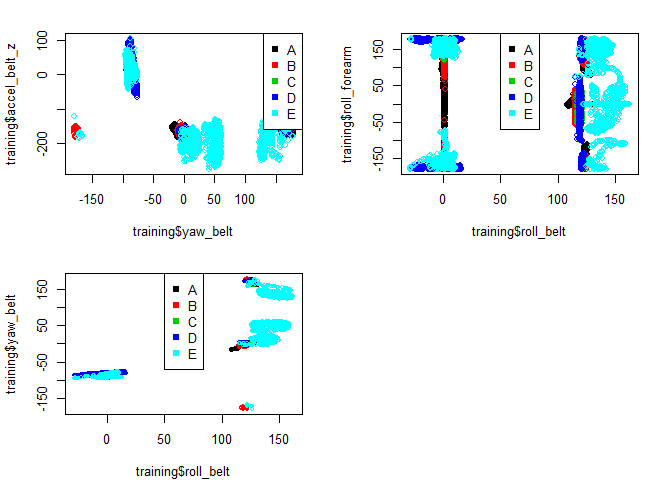 training$accel_belt_z
100
0
-200
-150
-50
0
50
100
150
training$yaw_belt
A
B
C
D
E
training$roll_forearm
150
50
-50
-150
0
50
100
150
training$roll_belt
A
B
C
D
E
training$yaw_belt
150
50
-50
-150
0
50
100
150
training$roll_belt
A
B
C
D
E